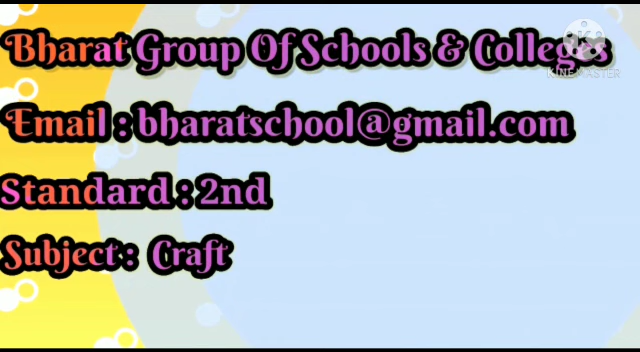 Bharat Group Of Schools & Colleges
KINEMASTER
Email : bharatschool@gmail.com
Standard : 2nd
Subject : Craft